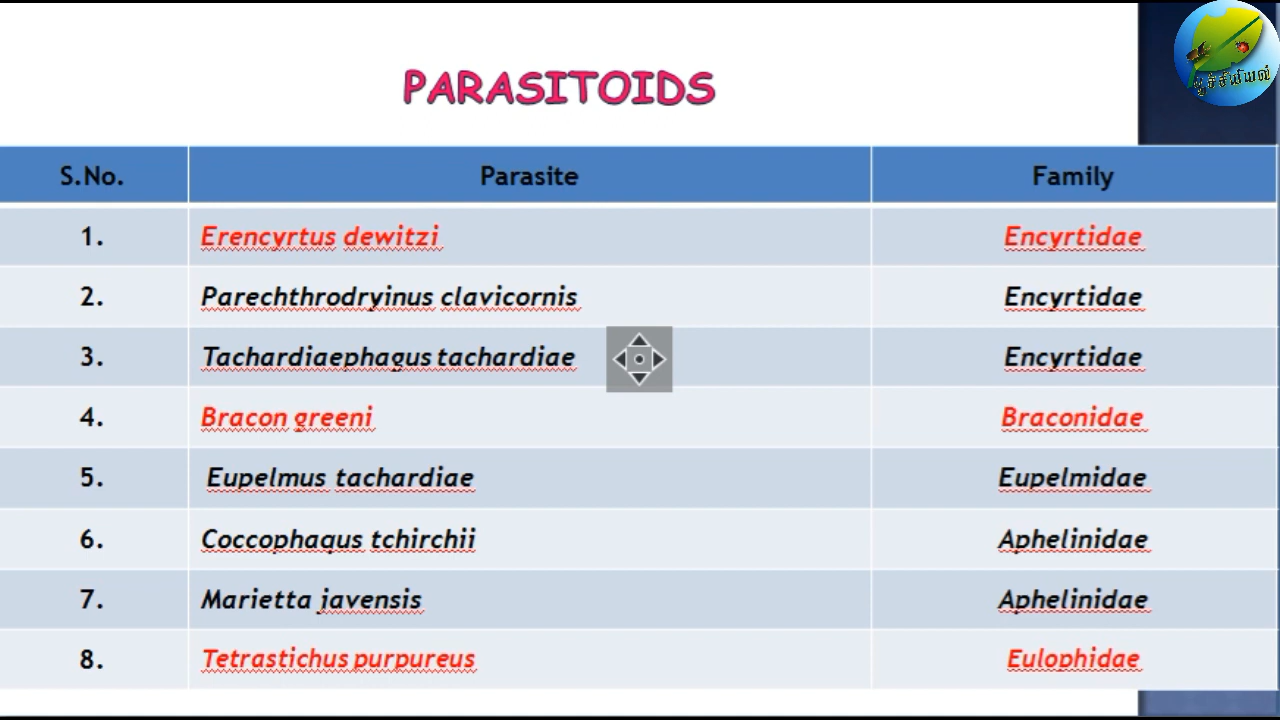 PARASITOIDS
S.No. Parasite Family
1. Erencyrtus dewitzi Encyrtidae
2. Parechthrodryinus clavicornis Encyrtidae
3. Tachardiaephagus tachardiae Encyrtidae
4. Bracon greeni Braconidae
5. Eupelmus tachardiae Eupelmidae
6. Coccophagus tchirchii Aphelinidae
7. Marietta javensis Aphelinidae
8. Tetrastichus purpureus Eulophidae